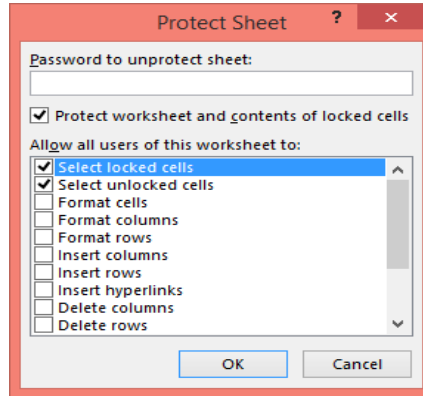 Protect Sheet ? ×
Password to unprotect sheet:
Protect worksheet and contents of locked cells
Allow all users of this worksheet to:
Select locked cells
Select unlocked cells
Format cells
Format columns
Format rows
Insert columns
Insert rows
Insert hyperlinks
Delete columns
Delete rows
OK Cancel